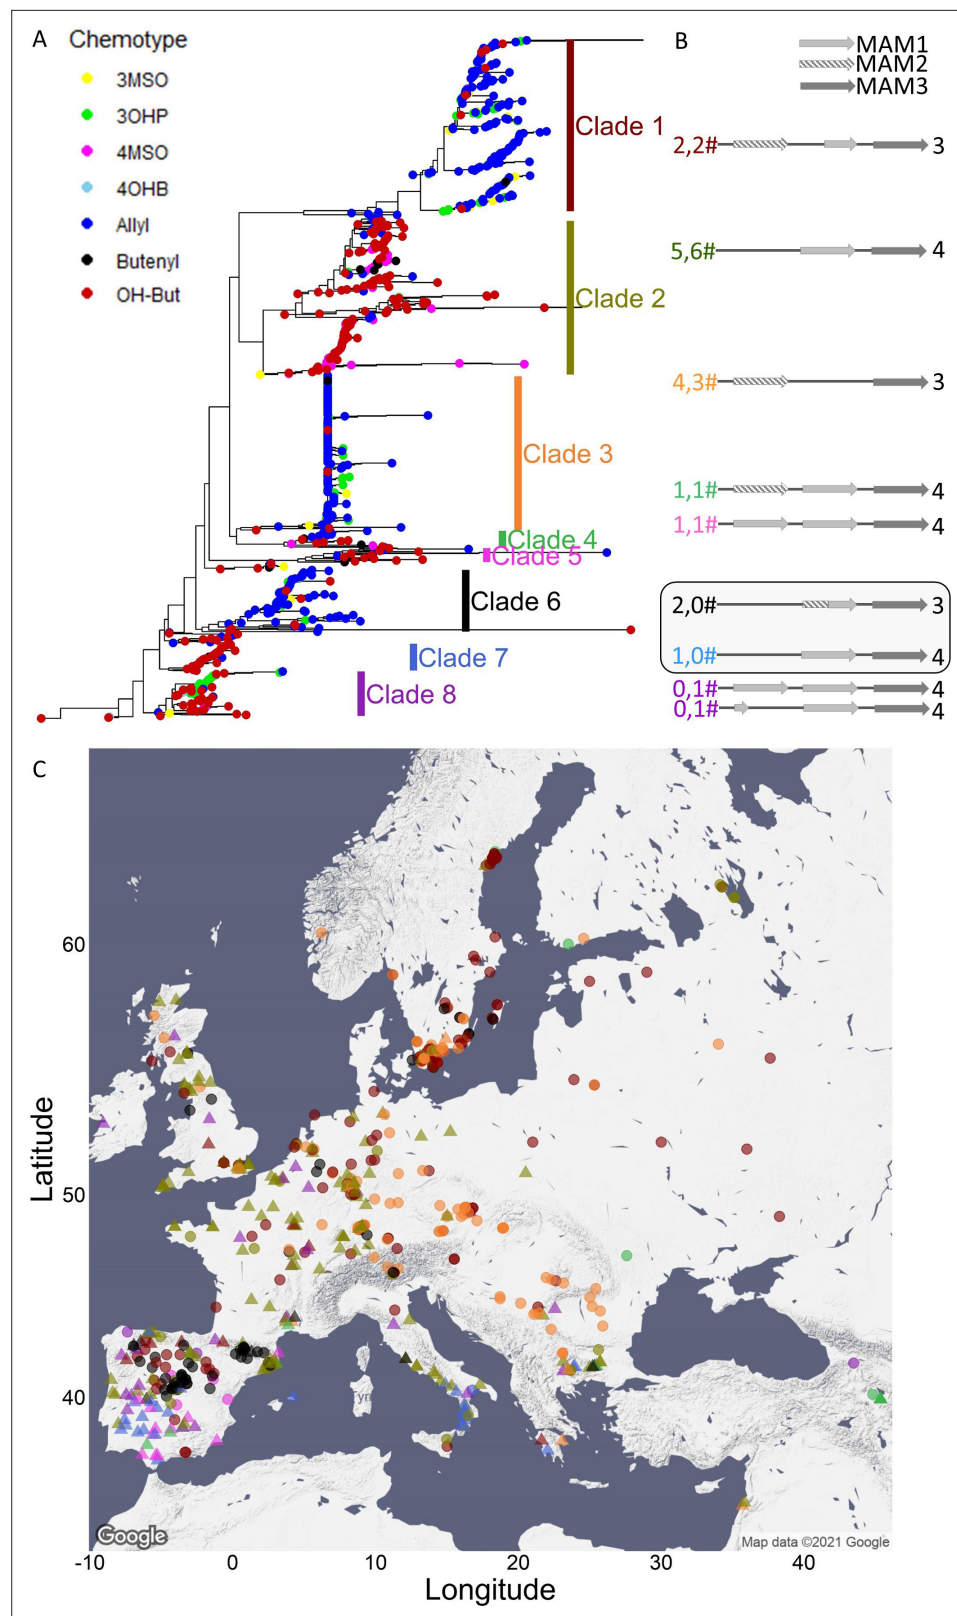 A Chemotype
3MSO
3OHP
4MSO
4OHB
Allyl
Butenyl
OH-But
Clade 1
Clade 2
Clade 3
Clade 4
Clade 5
Clade 6
Clade 7
Clade 8
B
MAM1
MAM2
MAM3
2,2# 3
5,6# 4
4,3# 3
1,1# 4
1,1# 4
2,0# 3
1,0# 4
0,1# 4
0,1# 4
C
Latitude
60
50
40
Google
Map data ©2021 Google
-10 0 10 20 30 40
Longitude